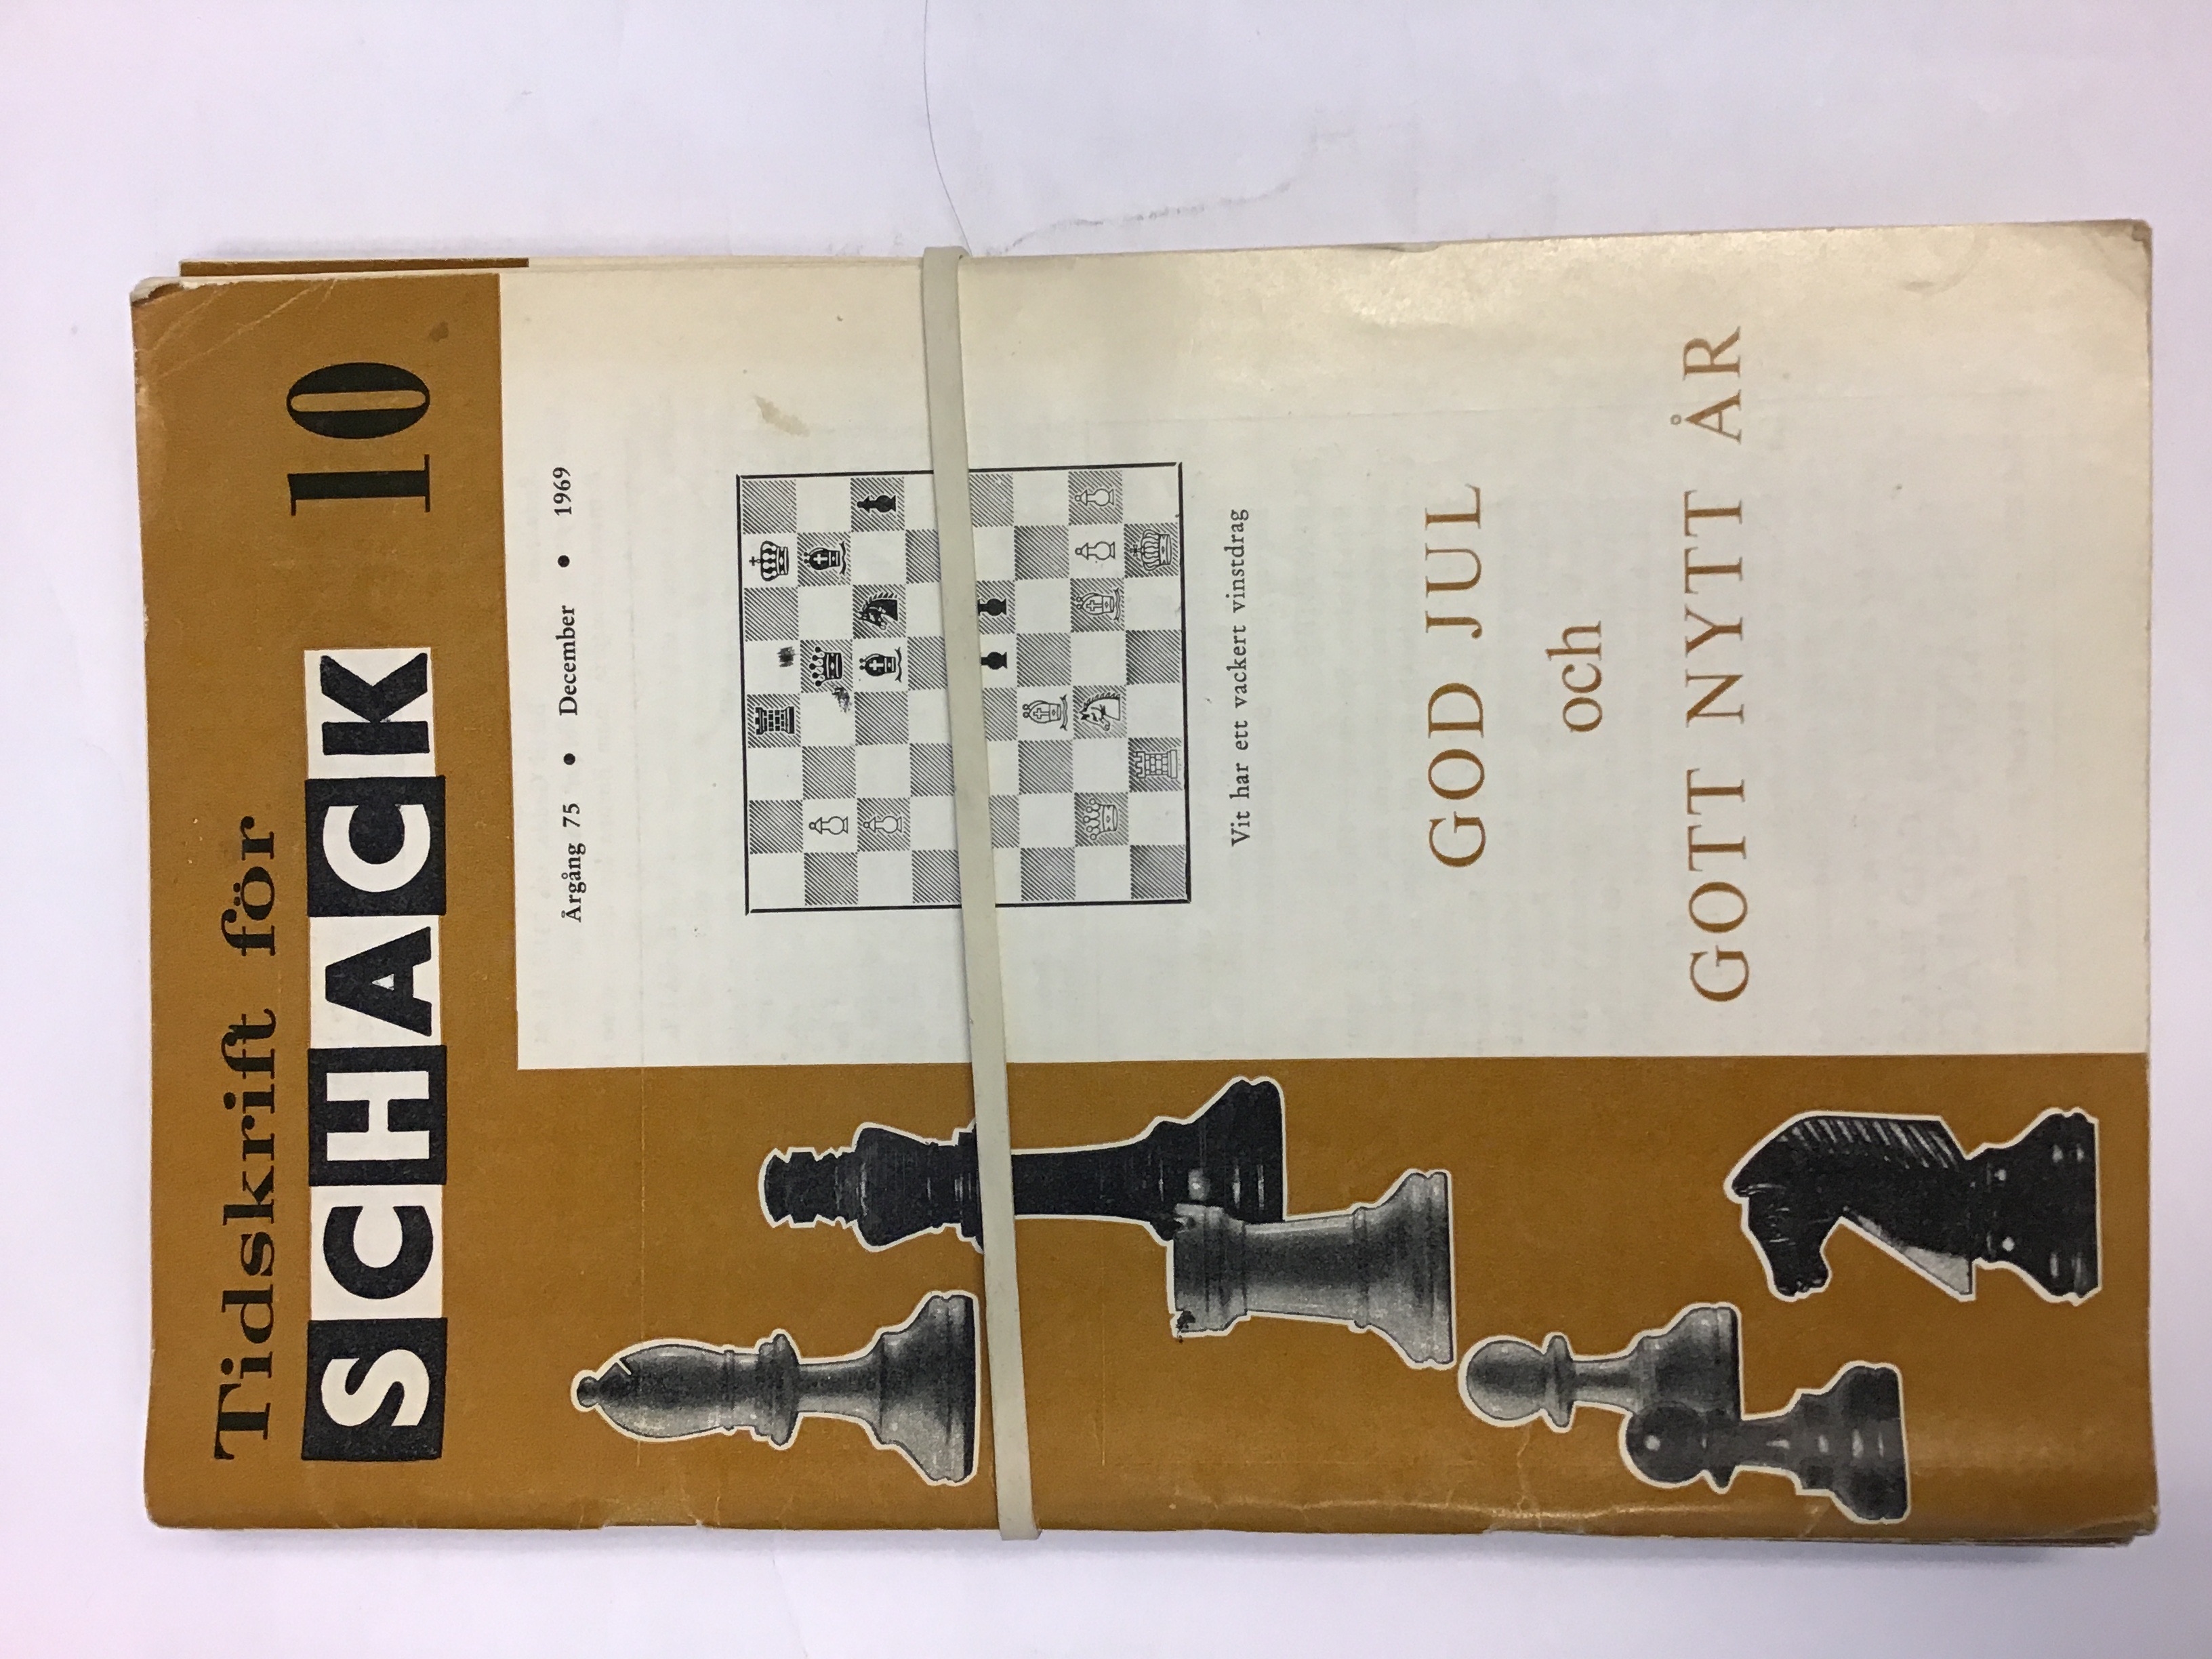 Tidskrift för
SCHACK 10
Årgång 75 • December • 1969
Vit har ett vackert vinstdrag
GOD JUL
och
GOTT NYTT ÅR